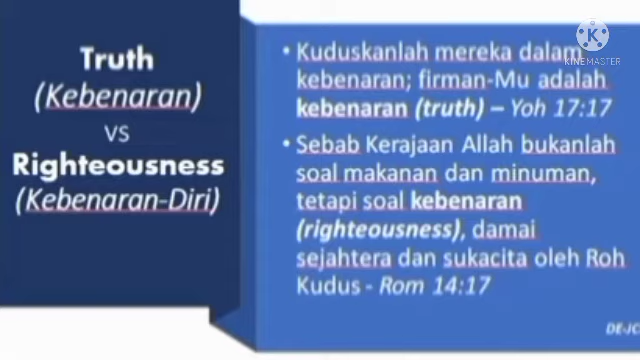 Truth
(Kebenaran)
vs
Righteousness
(Kebenaran-Diri)
• Kuduskanlah mereka dalam
kebenaran; firman-Mu adalah
kebenaran (truth) – Yoh 17:17
• Sebab Kerajaan Allah bukanlah
soal makanan dan minuman,
tetapi soal kebenaran
(righteousness), damai
sejahtera dan sukacita oleh Roh
Kudus - Rom 14:17
KINEMASTER